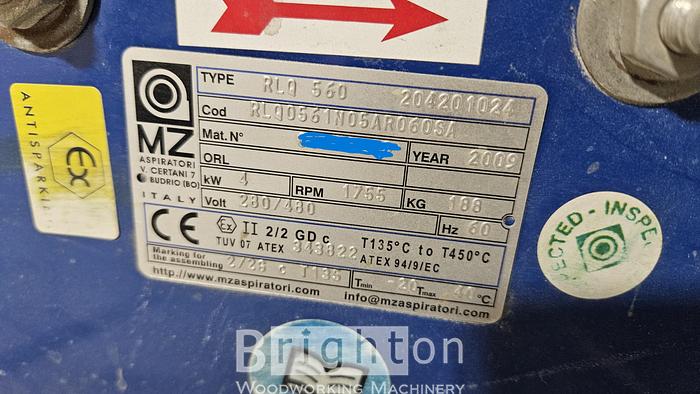 TYPE RLQ 560 204201024
Cod RLQ0561N05AR060SA
Mat. N° YEAR 2009
ORL
kW 4 RPM 1755 KG 188
Volt 280/480 Hz 60
MZ
ASPIRATORI
V. CERTANI 7
BUDRIO (BO)
ITALY
CE Ex II 2/2 GD c T135°C to T450°C
TUV 07 ATEX 343822 ATEX 94/9/EC
Marking for
the assembling 2/2G c T135
Tmin -20 Tmax 40 °C
http://www.mzaspiratori.com info@mzaspiratori.com
ANTISPARK
Ex
ECTED - INSPE
Brighton
WOODWORKING MACHINERY